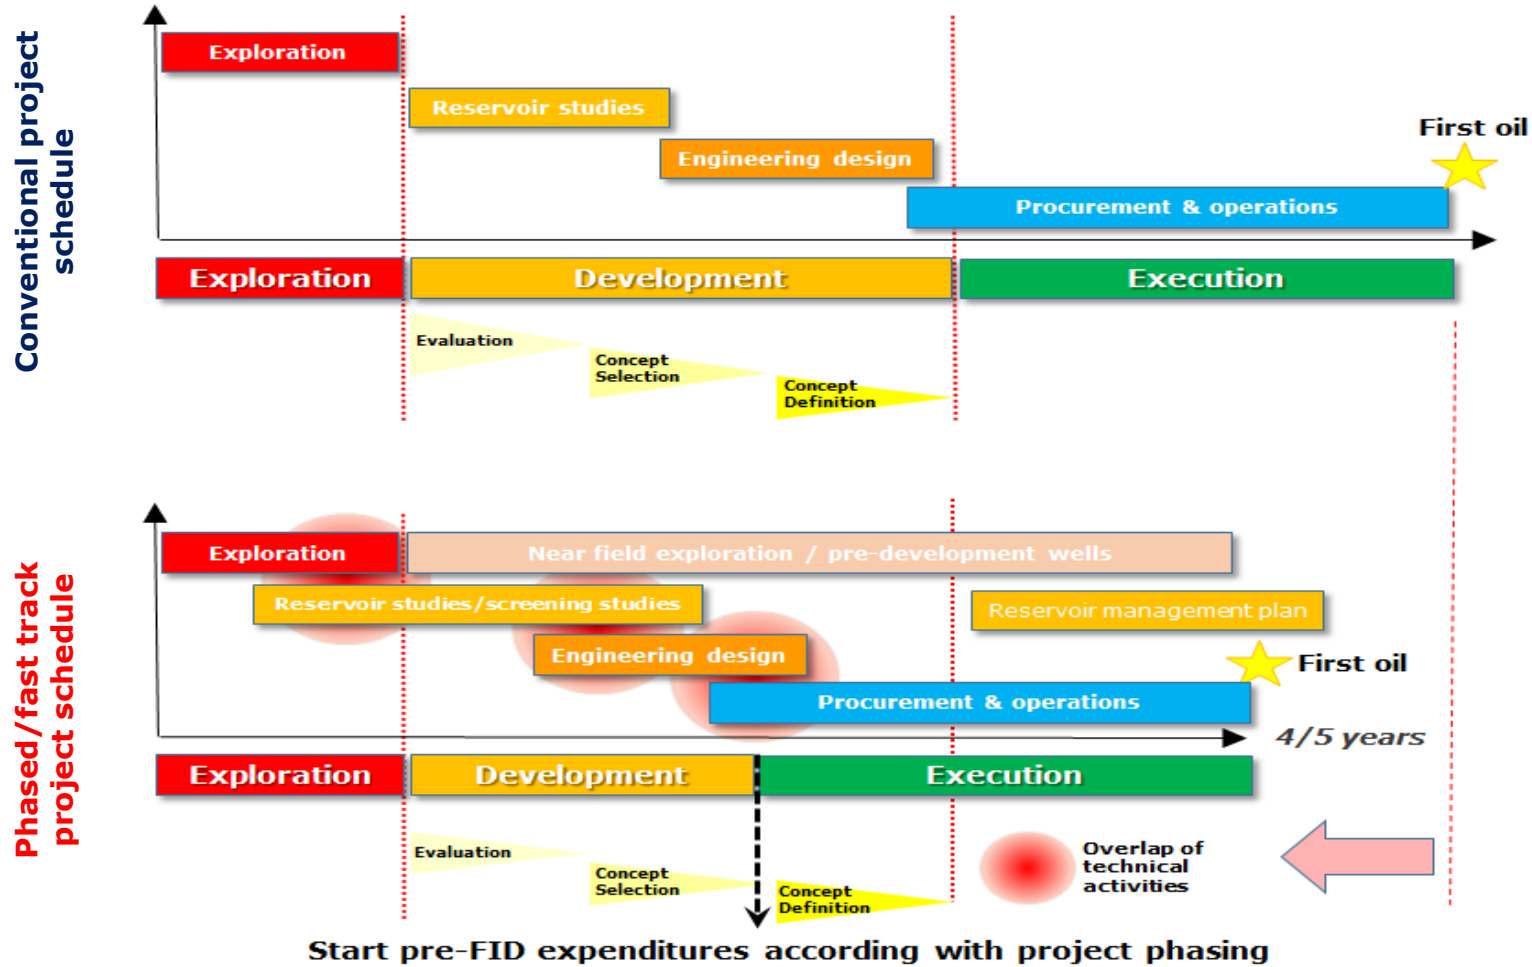 Conventional project
schedule
Exploration
Reservoir studies
Engineering design
Procurement & operations
First oil
Exploration
Development
Execution
Evaluation
Concept
Selection
Concept
Definition
Phased/fast track
project schedule
Exploration
Near field exploration / pre-development wells
Reservoir studies/screening studies
Reservoir management plan
Engineering design
First oil
Procurement & operations
4/5 years
Exploration
Development
Execution
Evaluation
Concept
Selection
Concept
Definition
Overlap of
technical
activities
Start pre-FID expenditures according with project phasing